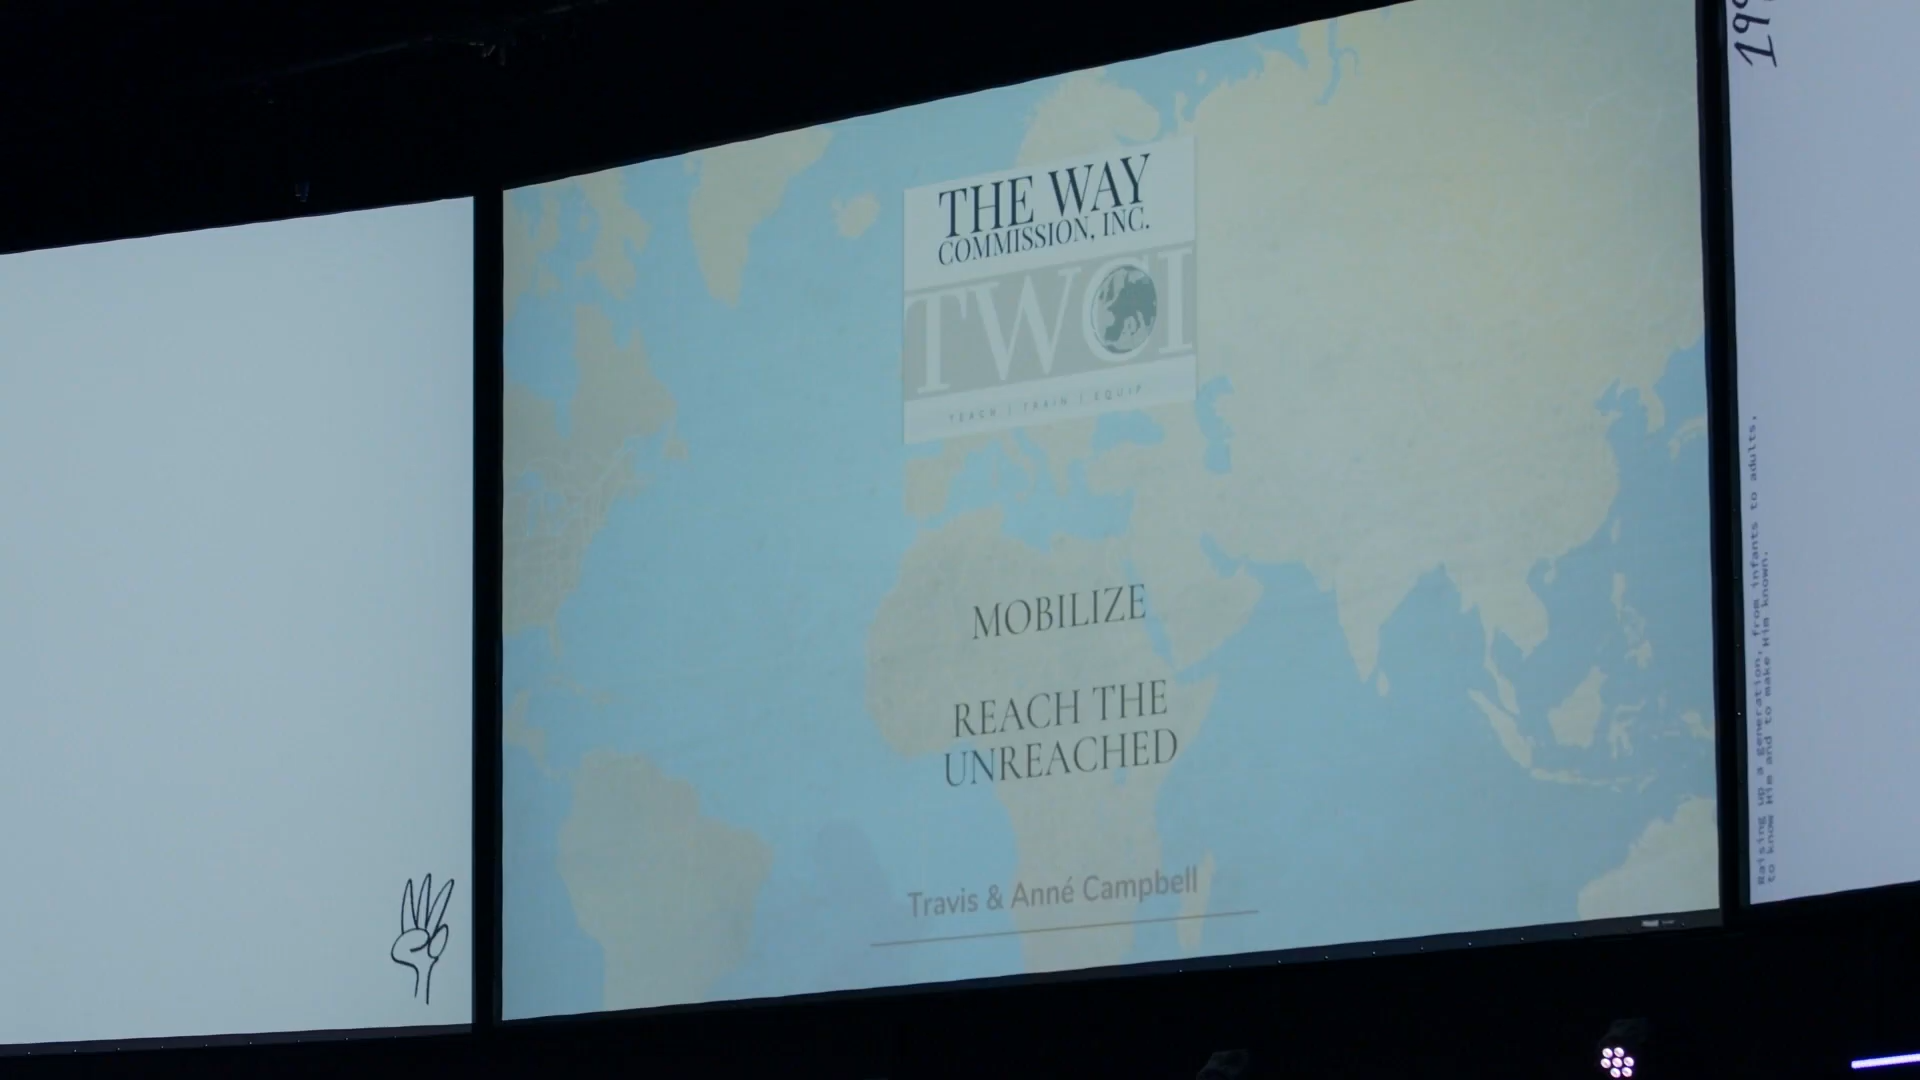 THE WAY
COMMISSION, INC.
TWCI
TEACH | TRAIN | EQUIP
MOBILIZE
REACH THE
UNREACHED
Travis & Anné Campbell
Raising up a generation, from infants to adults,
to know Him and to make Him known.